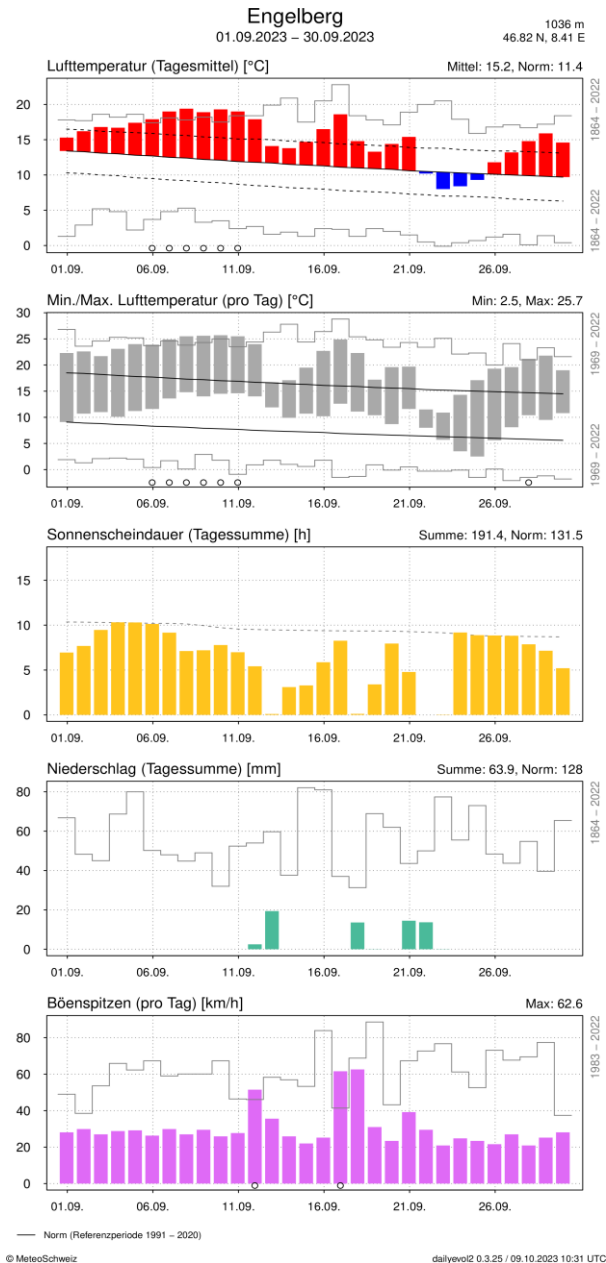 Engelberg
01.09.2023 – 30.09.2023
1036 m
46.82 N, 8.41 E
Lufttemperatur (Tagesmittel) [°C]
Mittel: 15.2, Norm: 11.4
20
15
10
5
0
01.09. 06.09. 11.09. 16.09. 21.09. 26.09.
1864 – 2022
1864 – 2022
Min./Max. Lufttemperatur (pro Tag) [°C]
Min: 2.5, Max: 25.7
30
25
20
15
10
5
0
01.09. 06.09. 11.09. 16.09. 21.09. 26.09.
1969 – 2022
1969 – 2022
Sonnenscheindauer (Tagessumme) [h]
Summe: 191.4, Norm: 131.5
15
10
5
0
01.09. 06.09. 11.09. 16.09. 21.09. 26.09.
Niederschlag (Tagessumme) [mm]
Summe: 63.9, Norm: 128
80
60
40
20
0
01.09. 06.09. 11.09. 16.09. 21.09. 26.09.
1864 – 2022
Böenspitzen (pro Tag) [km/h]
Max: 62.6
80
60
40
20
0
01.09. 06.09. 11.09. 16.09. 21.09. 26.09.
1983 – 2022
Norm (Referenzperiode 1991 – 2020)
© MeteoSchweiz
dailyevol2 0.3.25 / 09.10.2023 10:31 UTC